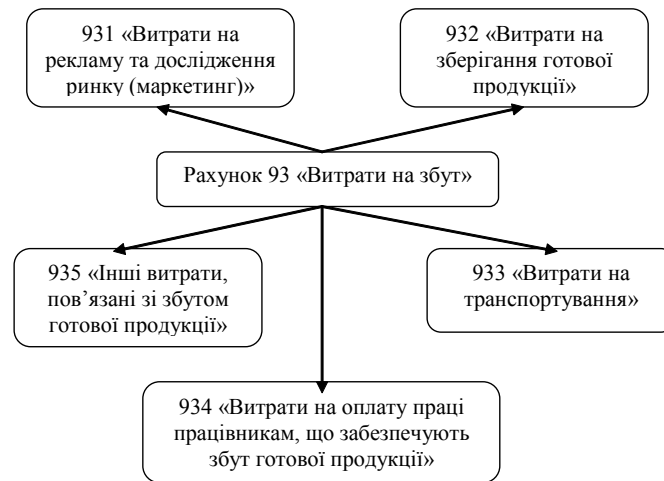 931 «Витрати на
рекламу та дослідження
ринку (маркетинг)»
932 «Витрати на
зберігання готової
продукції»
Рахунок 93 «Витрати на збут»
935 «Інші витрати,
пов’язані зі збутом
готової продукції»
933 «Витрати на
транспортування»
934 «Витрати на оплату праці
працівникам, що забезпечують
збут готової продукції»